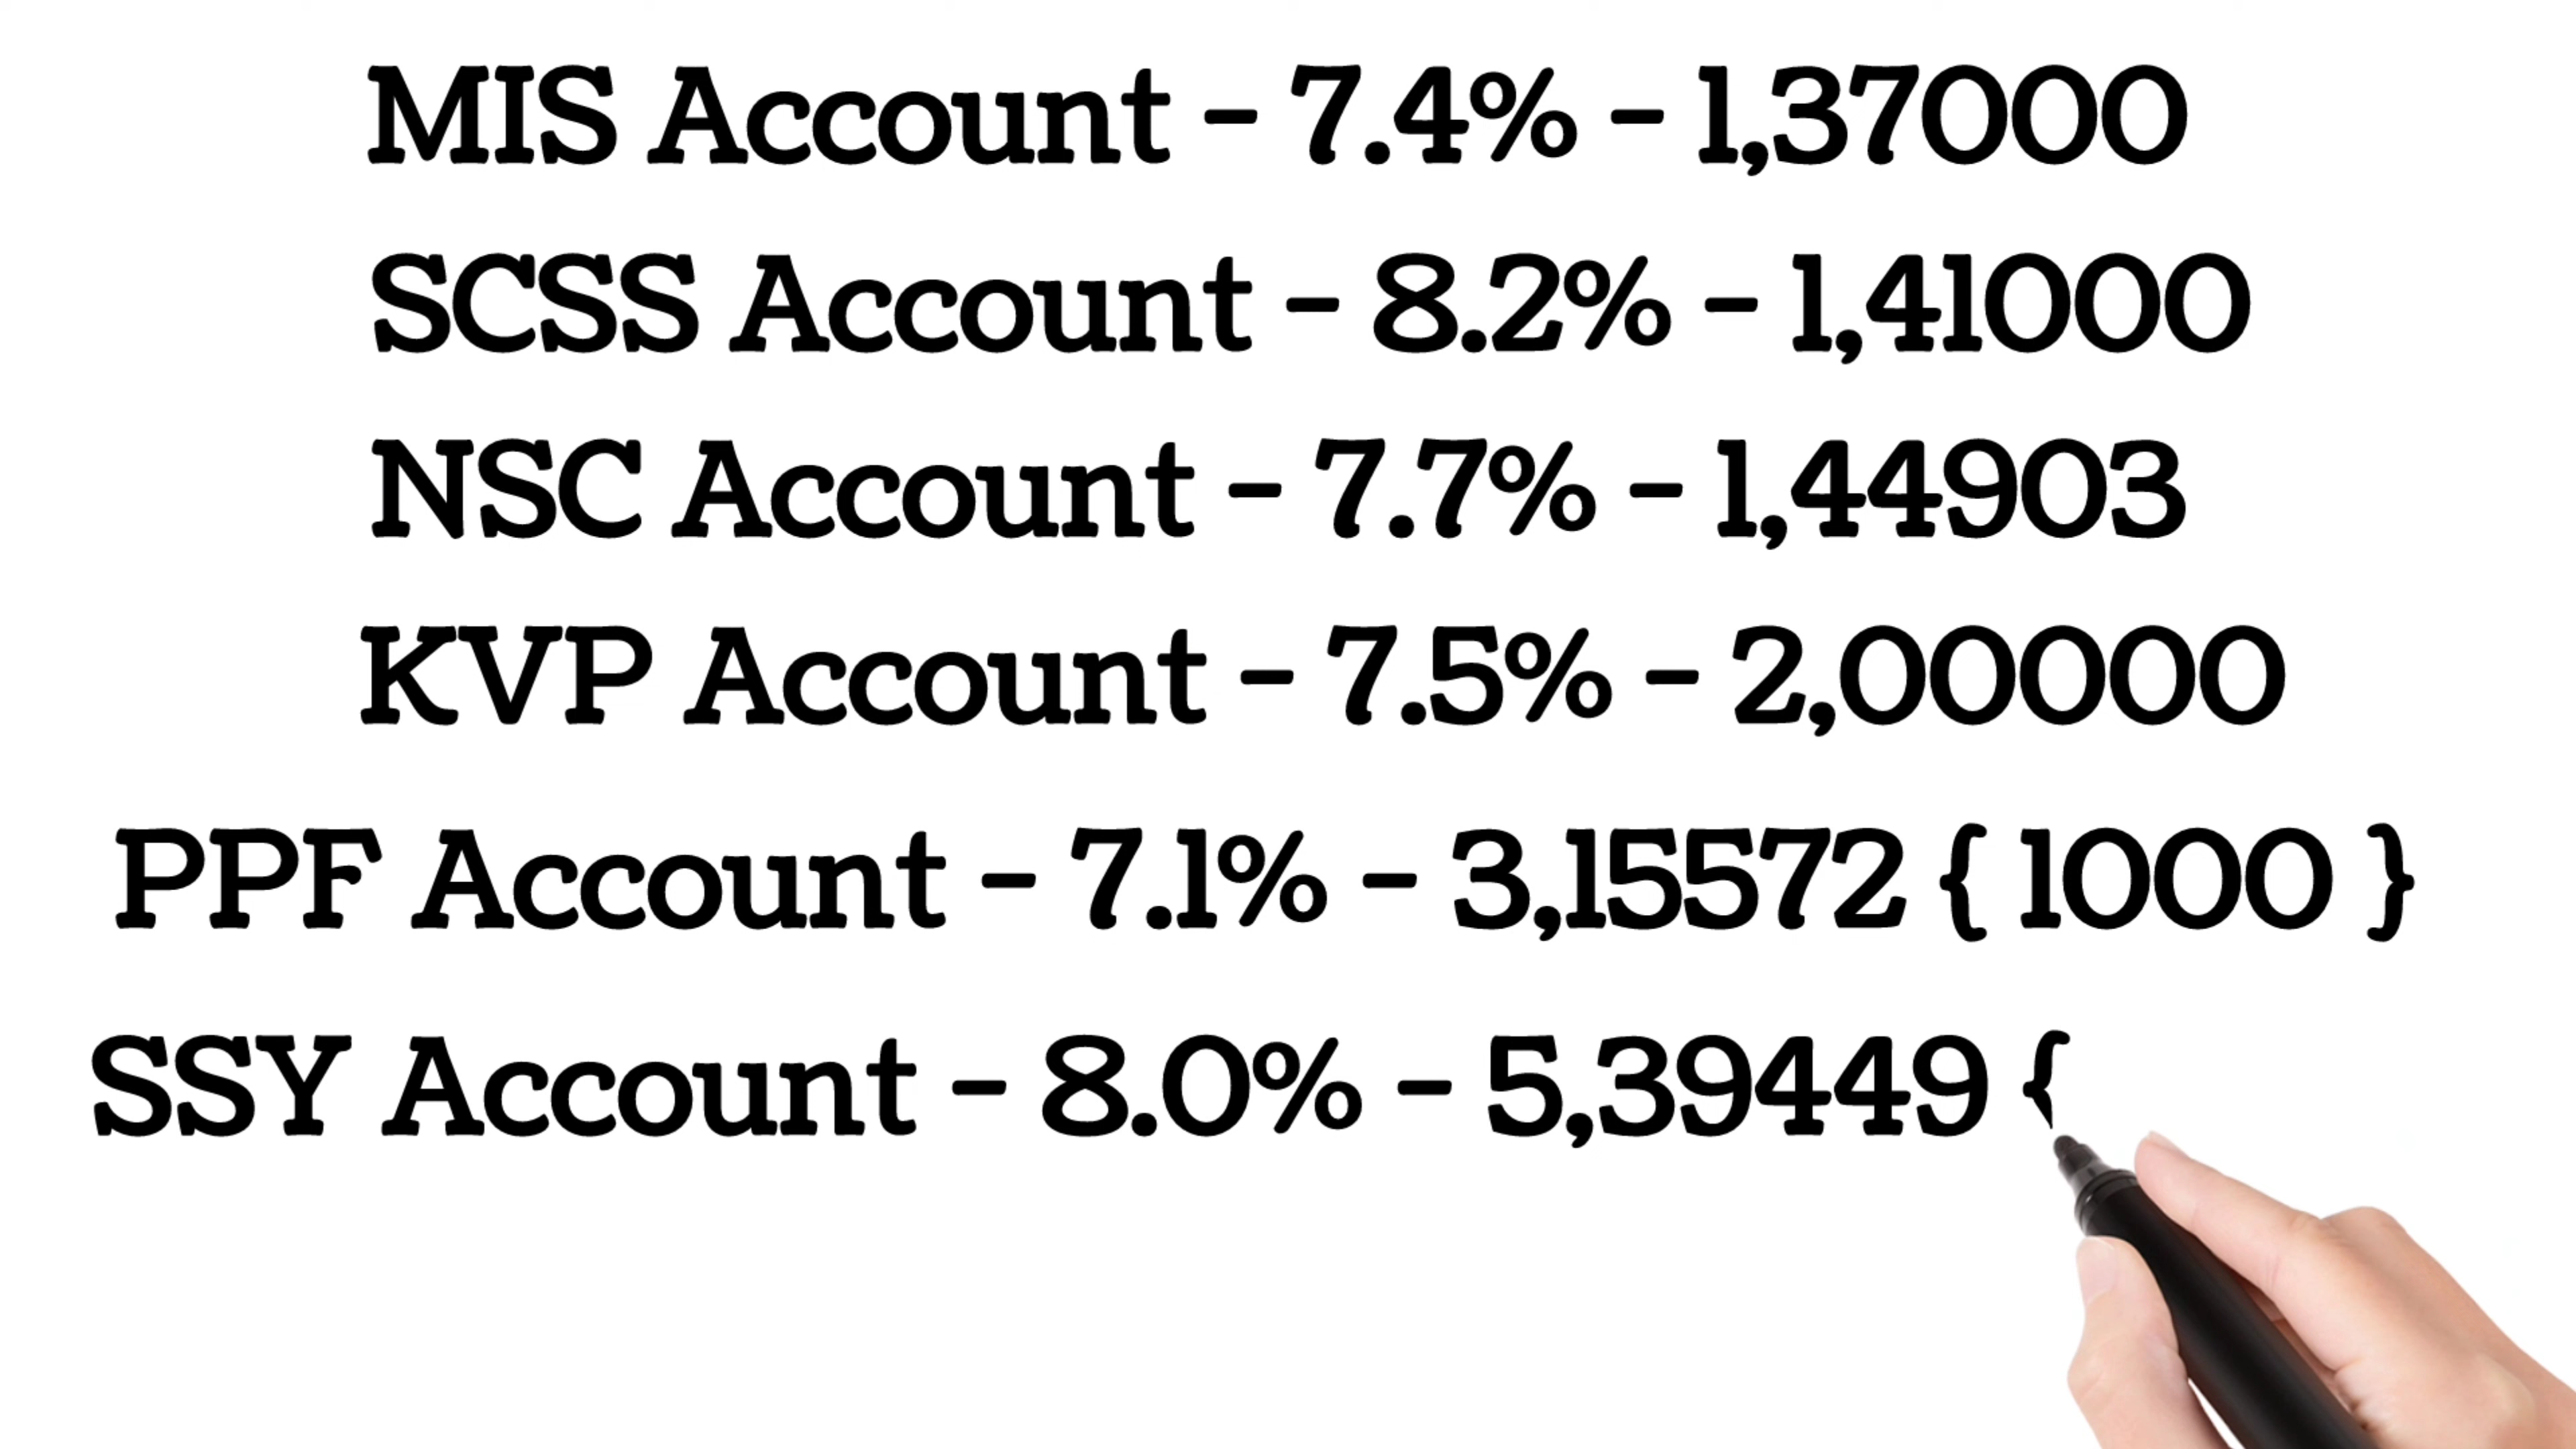 MIS Account - 7.4% - 1,37000
SCSS Account - 8.2% - 1,41000
NSC Account - 7.7% - 1,44903
KVP Account - 7.5% - 2,00000
PPF Account - 7.1% - 3,15572 { 1000 }
SSY Account - 8.0% - 5,39449 {